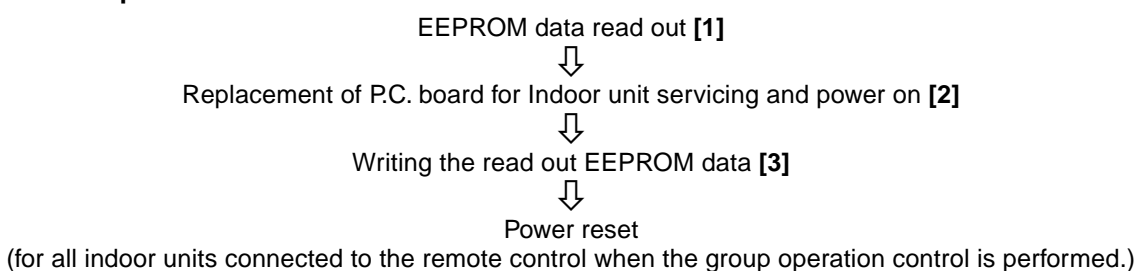 EEPROM data read out [1]
⇩
Replacement of P.C. board for Indoor unit servicing and power on [2]
⇩
Writing the read out EEPROM data [3]
⇩
Power reset
(for all indoor units connected to the remote control when the group operation control is performed.)